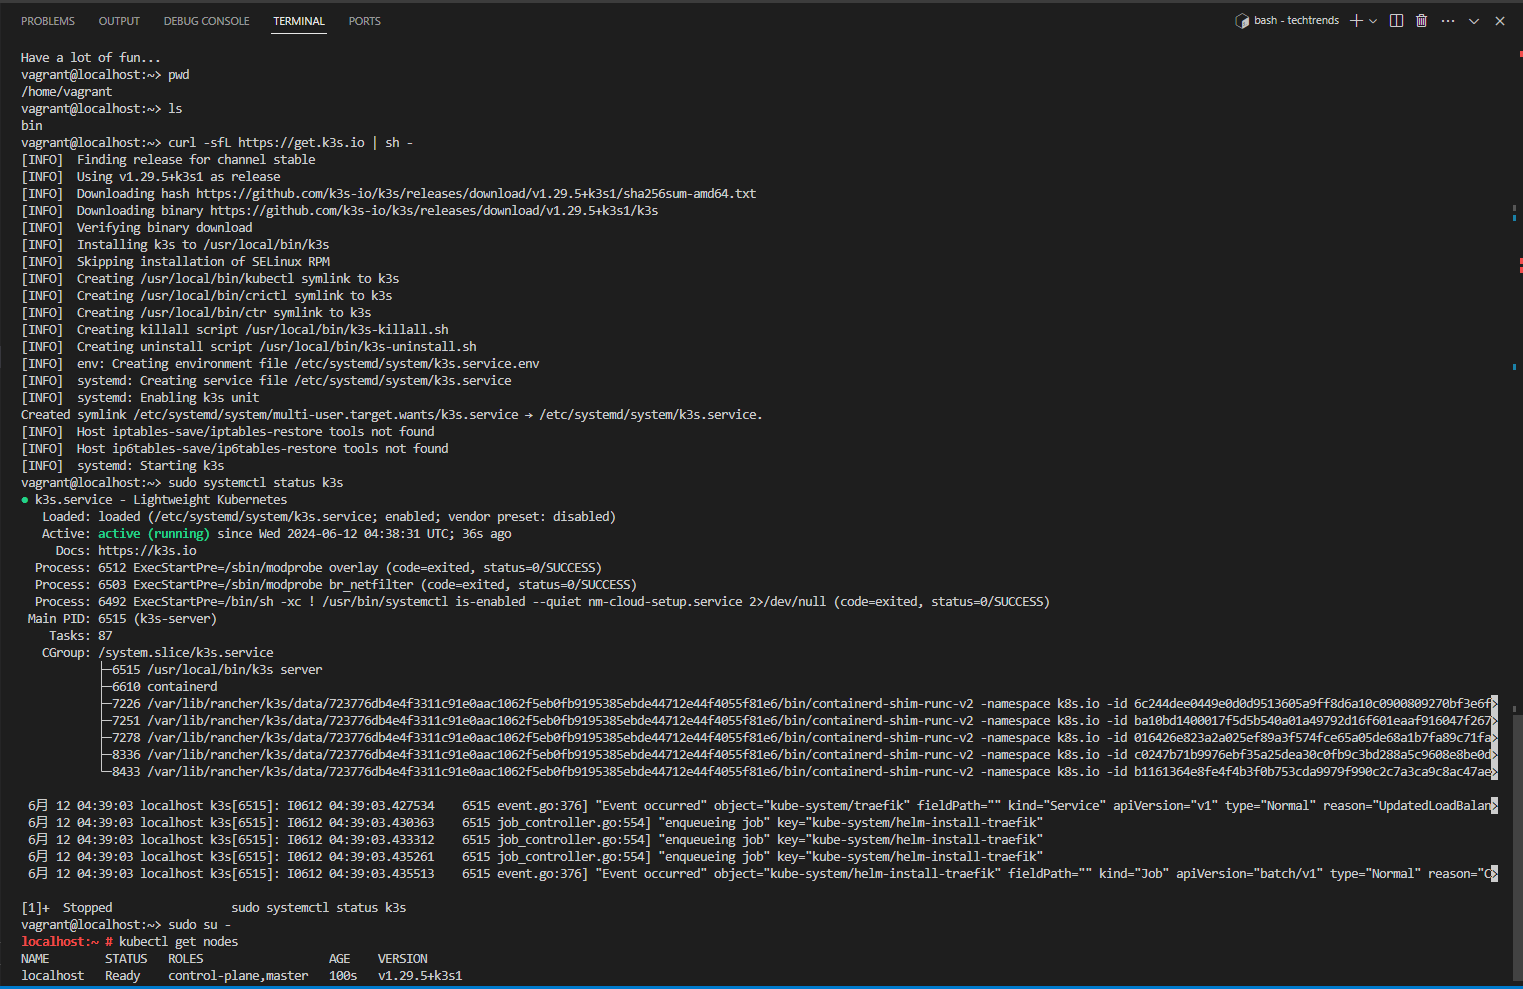 PROBLEMS OUTPUT DEBUG CONSOLE TERMINAL PORTS bash - techtrends
Have a lot of fun...
vagrant@localhost:~> pwd
/home/vagrant
vagrant@localhost:~> ls
bin
vagrant@localhost:~> curl -sfL https://get.k3s.io | sh -
[INFO]  Finding release for channel stable
[INFO]  Using v1.29.5+k3s1 as release
[INFO]  Downloading hash https://github.com/k3s-io/k3s/releases/download/v1.29.5+k3s1/sha256sum-amd64.txt
[INFO]  Downloading binary https://github.com/k3s-io/k3s/releases/download/v1.29.5+k3s1/k3s
[INFO]  Verifying binary download
[INFO]  Installing k3s to /usr/local/bin/k3s
[INFO]  Skipping installation of SELinux RPM
[INFO]  Creating /usr/local/bin/kubectl symlink to k3s
[INFO]  Creating /usr/local/bin/crictl symlink to k3s
[INFO]  Creating /usr/local/bin/ctr symlink to k3s
[INFO]  Creating killall script /usr/local/bin/k3s-killall.sh
[INFO]  Creating uninstall script /usr/local/bin/k3s-uninstall.sh
[INFO]  env: Creating environment file /etc/systemd/system/k3s.service.env
[INFO]  systemd: Creating service file /etc/systemd/system/k3s.service
[INFO]  systemd: Enabling k3s unit
Created symlink /etc/systemd/system/multi-user.target.wants/k3s.service → /etc/systemd/system/k3s.service.
[INFO]  Host iptables-save/iptables-restore tools not found
[INFO]  Host ip6tables-save/ip6tables-restore tools not found
[INFO]  systemd: Starting k3s
vagrant@localhost:~> sudo systemctl status k3s
● k3s.service - Lightweight Kubernetes
Loaded: loaded (/etc/systemd/system/k3s.service; enabled; vendor preset: disabled)
Active: active (running) since Wed 2024-06-12 04:38:31 UTC; 36s ago
Docs: https://k3s.io
Process: 6512 ExecStartPre=/sbin/modprobe overlay (code=exited, status=0/SUCCESS)
Process: 6503 ExecStartPre=/sbin/modprobe br_netfilter (code=exited, status=0/SUCCESS)
Process: 6492 ExecStartPre=/bin/sh -xc ! /usr/bin/systemctl is-enabled --quiet nm-cloud-setup.service 2>/dev/null (code=exited, status=0/SUCCESS)
Main PID: 6515 (k3s-server)
Tasks: 87
CGroup: /system.slice/k3s.service
├─6515 /usr/local/bin/k3s server
├─6610 containerd
├─7226 /var/lib/rancher/k3s/data/723776db4e4f3311c91e0aac1062f5eb0fb9195385ebde44712e44f4055f81e6/bin/containerd-shim-runc-v2 -namespace k8s.io -id 6c244dee0449e0d0d9513605a9ff8d6a10c0900809270bf3e6f>
├─7251 /var/lib/rancher/k3s/data/723776db4e4f3311c91e0aac1062f5eb0fb9195385ebde44712e44f4055f81e6/bin/containerd-shim-runc-v2 -namespace k8s.io -id ba10bd1400017f5d5b540a01a49792d16f601eaaf916047f267>
├─7278 /var/lib/rancher/k3s/data/723776db4e4f3311c91e0aac1062f5eb0fb9195385ebde44712e44f4055f81e6/bin/containerd-shim-runc-v2 -namespace k8s.io -id 016426e823a2a025ef89a3f574fce65a05de68a1b7fa89c71fa>
├─8336 /var/lib/rancher/k3s/data/723776db4e4f3311c91e0aac1062f5eb0fb9195385ebde44712e44f4055f81e6/bin/containerd-shim-runc-v2 -namespace k8s.io -id c0247b71b9976ebf35a25dea30c0fb9c3bd288a5c9608e8be0d>
└─8433 /var/lib/rancher/k3s/data/723776db4e4f3311c91e0aac1062f5eb0fb9195385ebde44712e44f4055f81e6/bin/containerd-shim-runc-v2 -namespace k8s.io -id b1161364e8fe4f4b3f0b753cda9979f990c2c7a3ca9c8ac47ae>
6月 12 04:39:03 localhost k3s[6515]: I0612 04:39:03.427534    6515 event.go:376] "Event occurred" object="kube-system/traefik" fieldPath="" kind="Service" apiVersion="v1" type="Normal" reason="UpdatedLoadBalan>
6月 12 04:39:03 localhost k3s[6515]: I0612 04:39:03.430363    6515 job_controller.go:554] "enqueueing job" key="kube-system/helm-install-traefik"
6月 12 04:39:03 localhost k3s[6515]: I0612 04:39:03.433312    6515 job_controller.go:554] "enqueueing job" key="kube-system/helm-install-traefik"
6月 12 04:39:03 localhost k3s[6515]: I0612 04:39:03.435261    6515 job_controller.go:554] "enqueueing job" key="kube-system/helm-install-traefik"
6月 12 04:39:03 localhost k3s[6515]: I0612 04:39:03.435513    6515 event.go:376] "Event occurred" object="kube-system/helm-install-traefik" fieldPath="" kind="Job" apiVersion="batch/v1" type="Normal" reason="C>
[1]+  Stopped                 sudo systemctl status k3s
vagrant@localhost:~> sudo su -
localhost:~ # kubectl get nodes
NAME        STATUS   ROLES                  AGE    VERSION
localhost   Ready    control-plane,master   100s   v1.29.5+k3s1